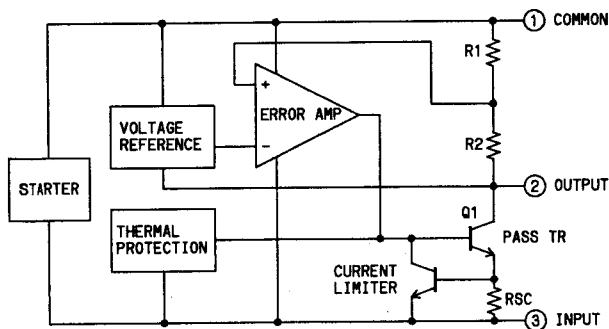 ① COMMON
R1
+
ERROR AMP
−
VOLTAGE
REFERENCE
R2
STARTER
② OUTPUT
Q1
THERMAL
PROTECTION
PASS TR
CURRENT
LIMITER
RSC
③ INPUT